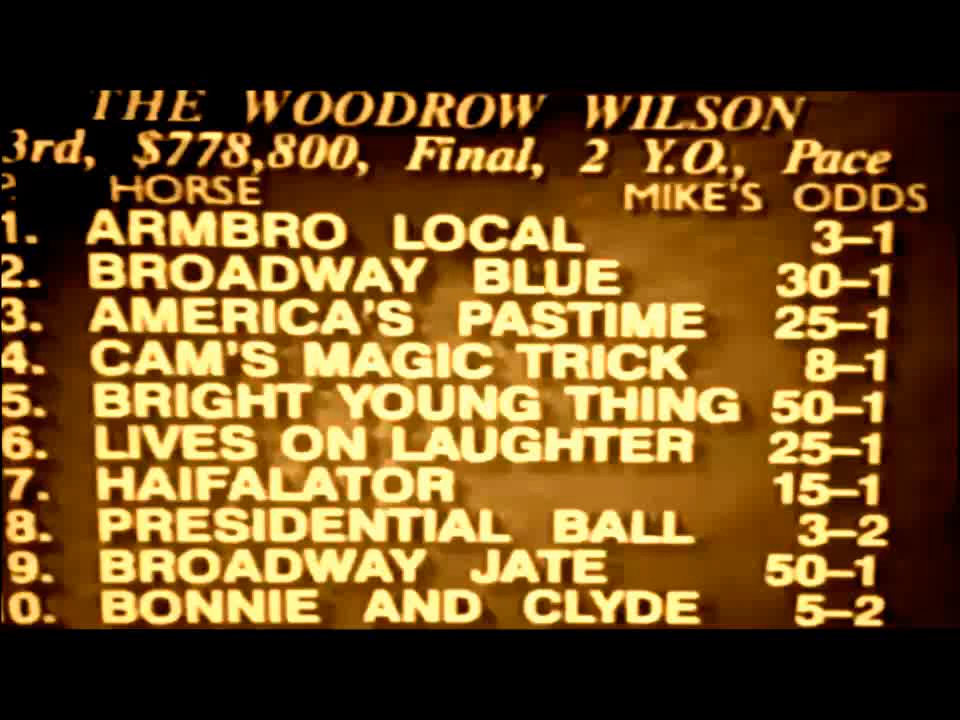 THE WOODROW WILSON
3rd, $778,800, Final, 2 Y.O., Pace
HORSE MIKE'S ODDS
1. ARMBRO LOCAL 3-1
2. BROADWAY BLUE 30-1
3. AMERICA'S PASTIME 25-1
4. CAM'S MAGIC TRICK 8-1
5. BRIGHT YOUNG THING 50-1
6. LIVES ON LAUGHTER 25-1
7. HAIFALATOR 15-1
8. PRESIDENTIAL BALL 3-2
9. BROADWAY JATE 50-1
0. BONNIE AND CLYDE 5-2